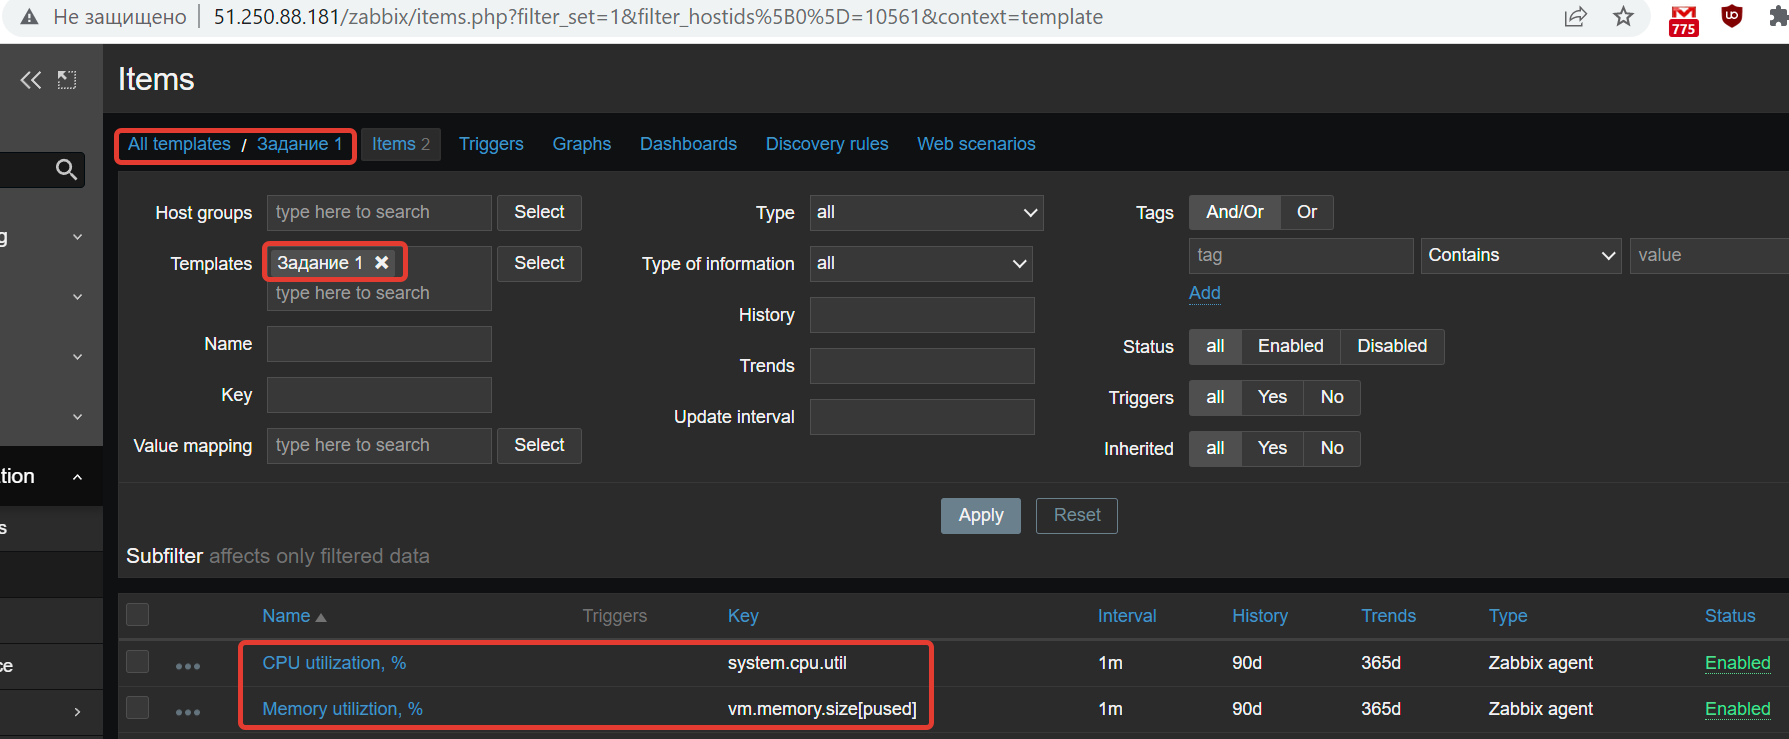 Не защищено 51.250.88.181/zabbix/items.php?filter_set=1&filter_hostids%5B0%5D=10561&context=template
775
Items
All templates / Задание 1 Items 2 Triggers Graphs Dashboards Discovery rules Web scenarios
Host groups type here to search Select Type all Tags And/Or Or
g
tag Contains value
Templates Задание 1 Select Type of information all
type here to search Add
History
Name Status all Enabled Disabled
Trends
Key Triggers all Yes No
Update interval
Value mapping type here to search Select Inherited all Yes No
tion
Apply Reset
s
Subfilter affects only filtered data
Name Triggers Key Interval History Trends Type Status
CPU utilization, % system.cpu.util 1m 90d 365d Zabbix agent Enabled
ce
Memory utiliztion, % vm.memory.size[pused] 1m 90d 365d Zabbix agent Enabled